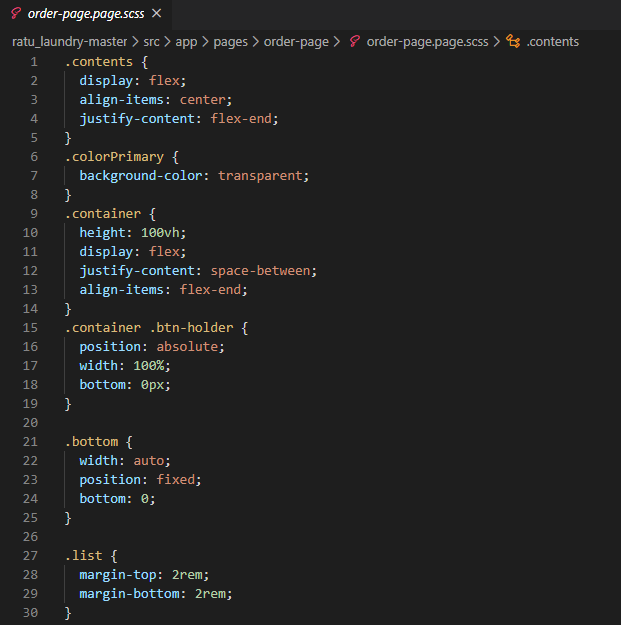 order-page.page.scss
ratu_laundry-master > src > app > pages > order-page > order-page.page.scss > .contents
1 .contents {
2 display: flex;
3 align-items: center;
4 justify-content: flex-end;
5 }
6 .colorPrimary {
7 background-color: transparent;
8 }
9 .container {
10 height: 100vh;
11 display: flex;
12 justify-content: space-between;
13 align-items: flex-end;
14 }
15 .container .btn-holder {
16 position: absolute;
17 width: 100%;
18 bottom: 0px;
19 }
20
21 .bottom {
22 width: auto;
23 position: fixed;
24 bottom: 0;
25 }
26
27 .list {
28 margin-top: 2rem;
29 margin-bottom: 2rem;
30 }